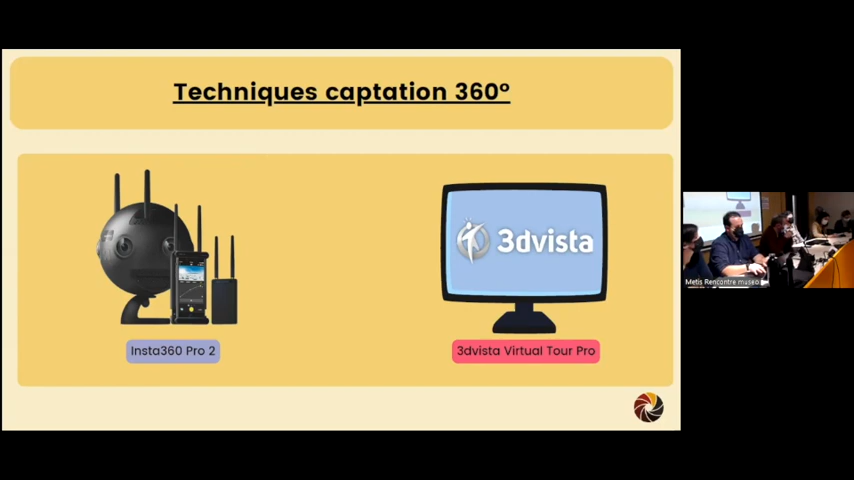 Techniques captation 360°
3dvista
Insta360 Pro 2
3dvista Virtual Tour Pro
Metis Rencontre museo